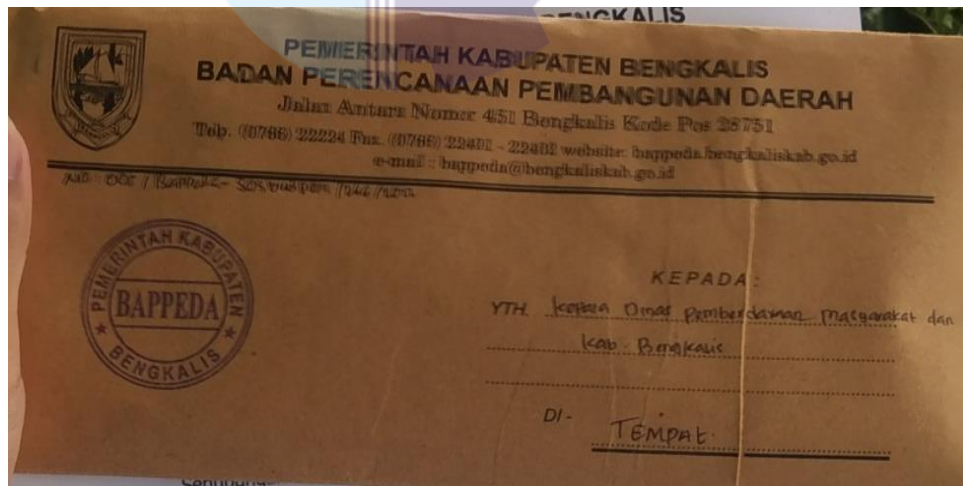 BENGKALIS
PEMERINTAH KABUPATEN BENGKALIS
BADAN PERENCANAAN PEMBANGUNAN DAERAH
Jalan Antara Nomor 451 Bengkalis Kode Pos 28751
Telp. (0766) 22224 Fax. (0766) 22401 - 22402 website: bappeda.bengkaliskab.go.id
e-mail : bappeda@bengkaliskab.go.id
PEMERINTAH KABUPATEN
BAPPEDA
BENGKALIS
KEPADA :
YTH. Kepala Dinas Pemberdayaan Masyarakat dan
Kab. Bengkalis
DI -
TEMPAT.